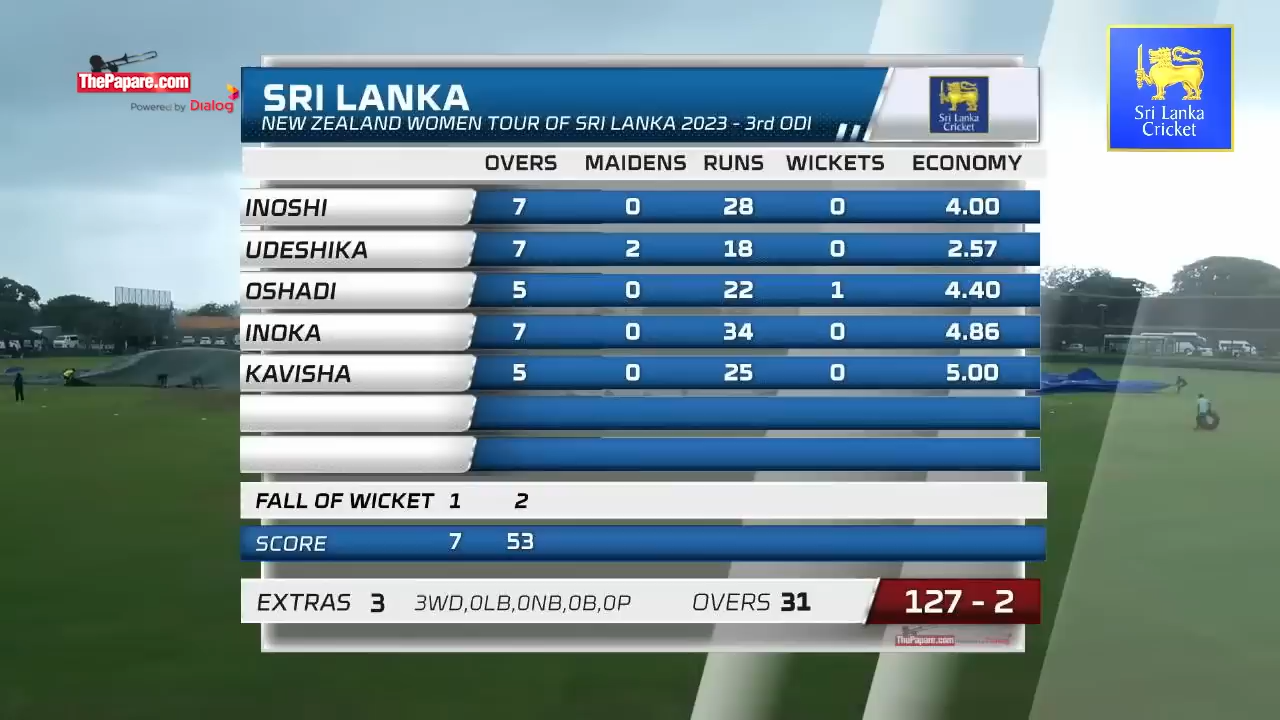 ThePapare.com
Powered by Dialog
Sri Lanka
Cricket
SRI LANKA
NEW ZEALAND WOMEN TOUR OF SRI LANKA 2023 - 3rd ODI
Sri Lanka
Cricket
OVERS MAIDENS RUNS WICKETS ECONOMY
INOSHI 7 0 28 0 4.00
UDESHIKA 7 2 18 0 2.57
OSHADI 5 0 22 1 4.40
INOKA 7 0 34 0 4.86
KAVISHA 5 0 25 0 5.00
FALL OF WICKET 1 2
SCORE 7 53
EXTRAS 3 3WD,0LB,0NB,0B,0P OVERS 31 127 - 2
ThePapare.com